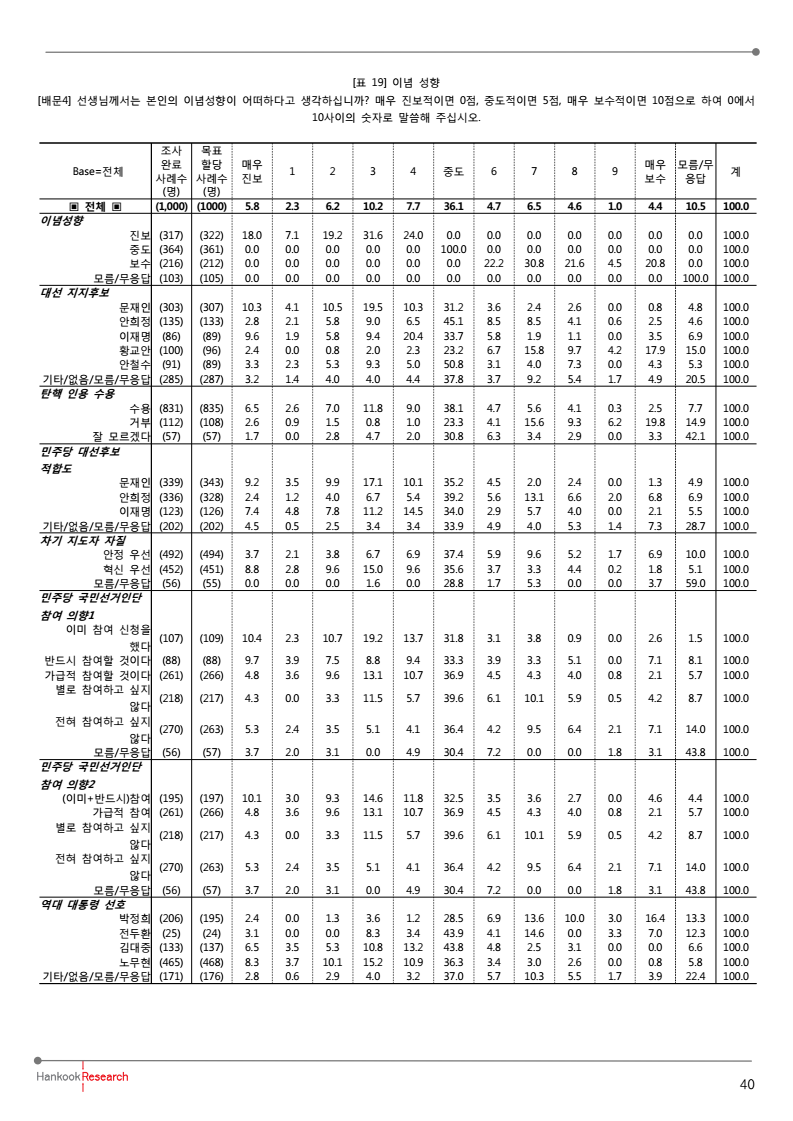 [표 19] 이념 성향
[배문4] 선생님께서는 본인의 이념성향이 어떠하다고 생각하십니까? 매우 진보적이면 0점, 중도적이면 5점, 매우 보수적이면 10점으로 하여 0에서
10사이의 숫자로 말씀해 주십시오.
Base=전체 조사 완료 사례수 (명) 목표 할당 사례수 (명) 매우 진보 1 2 3 4 중도 6 7 8 9 매우 보수 모름/무응답 계
▣ 전체 ▣ (1,000) (1000) 5.8 2.3 6.2 10.2 7.7 36.1 4.7 6.5 4.6 1.0 4.4 10.5 100.0
이념성향
진보 (317) (322) 18.0 7.1 19.2 31.6 24.0 0.0 0.0 0.0 0.0 0.0 0.0 0.0 100.0
중도 (364) (361) 0.0 0.0 0.0 0.0 0.0 100.0 0.0 0.0 0.0 0.0 0.0 0.0 100.0
보수 (216) (212) 0.0 0.0 0.0 0.0 0.0 0.0 22.2 30.8 21.6 4.5 20.8 0.0 100.0
모름/무응답 (103) (105) 0.0 0.0 0.0 0.0 0.0 0.0 0.0 0.0 0.0 0.0 0.0 100.0 100.0
대선 지지후보
문재인 (303) (307) 10.3 4.1 10.5 19.5 10.3 31.2 3.6 2.4 2.6 0.0 0.8 4.8 100.0
안희정 (135) (133) 2.8 2.1 5.8 9.0 6.5 45.1 8.5 8.5 4.1 0.6 2.5 4.6 100.0
이재명 (86) (89) 9.6 1.9 5.8 9.4 20.4 33.7 5.8 1.9 1.1 0.0 3.5 6.9 100.0
황교안 (100) (96) 2.4 0.0 0.8 2.0 2.3 23.2 6.7 15.8 9.7 4.2 17.9 15.0 100.0
안철수 (91) (89) 3.3 2.3 5.3 9.3 5.0 50.8 3.1 4.0 7.3 0.0 4.3 5.3 100.0
기타/없음/모름/무응답 (285) (287) 3.2 1.4 4.0 4.0 4.4 37.8 3.7 9.2 5.4 1.7 4.9 20.5 100.0
탄핵 인용 수용
수용 (831) (835) 6.5 2.6 7.0 11.8 9.0 38.1 4.7 5.6 4.1 0.3 2.5 7.7 100.0
거부 (112) (108) 2.6 0.9 1.5 0.8 1.0 23.3 4.1 15.6 9.3 6.2 19.8 14.9 100.0
잘 모르겠다 (57) (57) 1.7 0.0 2.8 4.7 2.0 30.8 6.3 3.4 2.9 0.0 3.3 42.1 100.0
민주당 대선후보
적합도
문재인 (339) (343) 9.2 3.5 9.9 17.1 10.1 35.2 4.5 2.0 2.4 0.0 1.3 4.9 100.0
안희정 (336) (328) 2.4 1.2 4.0 6.7 5.4 39.2 5.6 13.1 6.6 2.0 6.8 6.9 100.0
이재명 (123) (126) 7.4 4.8 7.8 11.2 14.5 34.0 2.9 5.7 4.0 0.0 2.1 5.5 100.0
기타/없음/모름/무응답 (202) (202) 4.5 0.5 2.5 3.4 3.4 33.9 4.9 4.0 5.3 1.4 7.3 28.7 100.0
차기 지도자 자질
안정 우선 (492) (494) 3.7 2.1 3.8 6.7 6.9 37.4 5.9 9.6 5.2 1.7 6.9 10.0 100.0
혁신 우선 (452) (451) 8.8 2.8 9.6 15.0 9.6 35.6 3.7 3.3 4.4 0.2 1.8 5.1 100.0
모름/무응답 (56) (55) 0.0 0.0 0.0 1.6 0.0 28.8 1.7 5.3 0.0 0.0 3.7 59.0 100.0
민주당 국민선거인단
참여 의향1
이미 참여 신청을 했다 (107) (109) 10.4 2.3 10.7 19.2 13.7 31.8 3.1 3.8 0.9 0.0 2.6 1.5 100.0
반드시 참여할 것이다 (88) (88) 9.7 3.9 7.5 8.8 9.4 33.3 3.9 3.3 5.1 0.0 7.1 8.1 100.0
가급적 참여할 것이다 (261) (266) 4.8 3.6 9.6 13.1 10.7 36.9 4.5 4.3 4.0 0.8 2.1 5.7 100.0
별로 참여하고 싶지 않다 (218) (217) 4.3 0.0 3.3 11.5 5.7 39.6 6.1 10.1 5.9 0.5 4.2 8.7 100.0
전혀 참여하고 싶지 않다 (270) (263) 5.3 2.4 3.5 5.1 4.1 36.4 4.2 9.5 6.4 2.1 7.1 14.0 100.0
모름/무응답 (56) (57) 3.7 2.0 3.1 0.0 4.9 30.4 7.2 0.0 0.0 1.8 3.1 43.8 100.0
민주당 국민선거인단
참여 의향2
(이미+반드시)참여 (195) (197) 10.1 3.0 9.3 14.6 11.8 32.5 3.5 3.6 2.7 0.0 4.6 4.4 100.0
가급적 참여 (261) (266) 4.8 3.6 9.6 13.1 10.7 36.9 4.5 4.3 4.0 0.8 2.1 5.7 100.0
별로 참여하고 싶지 않다 (218) (217) 4.3 0.0 3.3 11.5 5.7 39.6 6.1 10.1 5.9 0.5 4.2 8.7 100.0
전혀 참여하고 싶지 않다 (270) (263) 5.3 2.4 3.5 5.1 4.1 36.4 4.2 9.5 6.4 2.1 7.1 14.0 100.0
모름/무응답 (56) (57) 3.7 2.0 3.1 0.0 4.9 30.4 7.2 0.0 0.0 1.8 3.1 43.8 100.0
역대 대통령 선호
박정희 (206) (195) 2.4 0.0 1.3 3.6 1.2 28.5 6.9 13.6 10.0 3.0 16.4 13.3 100.0
전두환 (25) (24) 3.1 0.0 0.0 8.3 3.4 43.9 4.1 14.6 0.0 3.3 7.0 12.3 100.0
김대중 (133) (137) 6.5 3.5 5.3 10.8 13.2 43.8 4.8 2.5 3.1 0.0 0.0 6.6 100.0
노무현 (465) (468) 8.3 3.7 10.1 15.2 10.9 36.3 3.4 3.0 2.6 0.0 0.8 5.8 100.0
기타/없음/모름/무응답 (171) (176) 2.8 0.6 2.9 4.0 3.2 37.0 5.7 10.3 5.5 1.7 3.9 22.4 100.0
Hankook Research
40